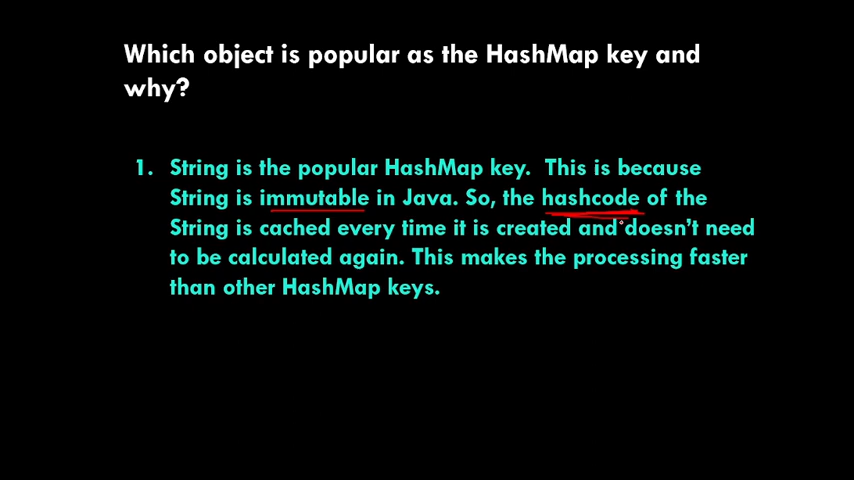 Which object is popular as the HashMap key and
why?
1. String is the popular HashMap key. This is because
String is immutable in Java. So, the hashcode of the
String is cached every time it is created and doesn't need
to be calculated again. This makes the processing faster
than other HashMap keys.